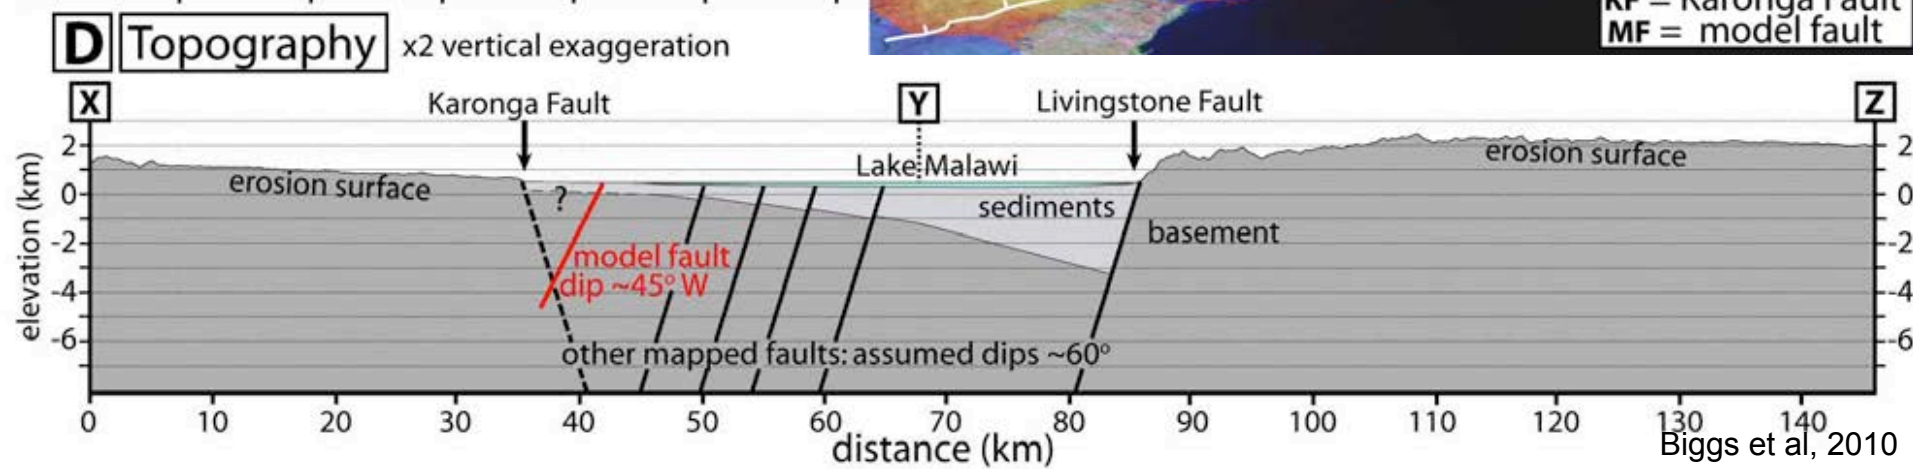 KF = Karonga Fault
MF = model fault
D Topography x2 vertical exaggeration
X Y Z
Karonga Fault Livingstone Fault
Lake Malawi
erosion surface ? sediments erosion surface
basement
model fault
dip ~45° W
other mapped faults: assumed dips ~60°
elevation (km)
2
0
-2
-4
-6
2
0
-2
-4
-6
0 10 20 30 40 50 60 70 80 90 100 110 120 130 140
distance (km)
Biggs et al, 2010